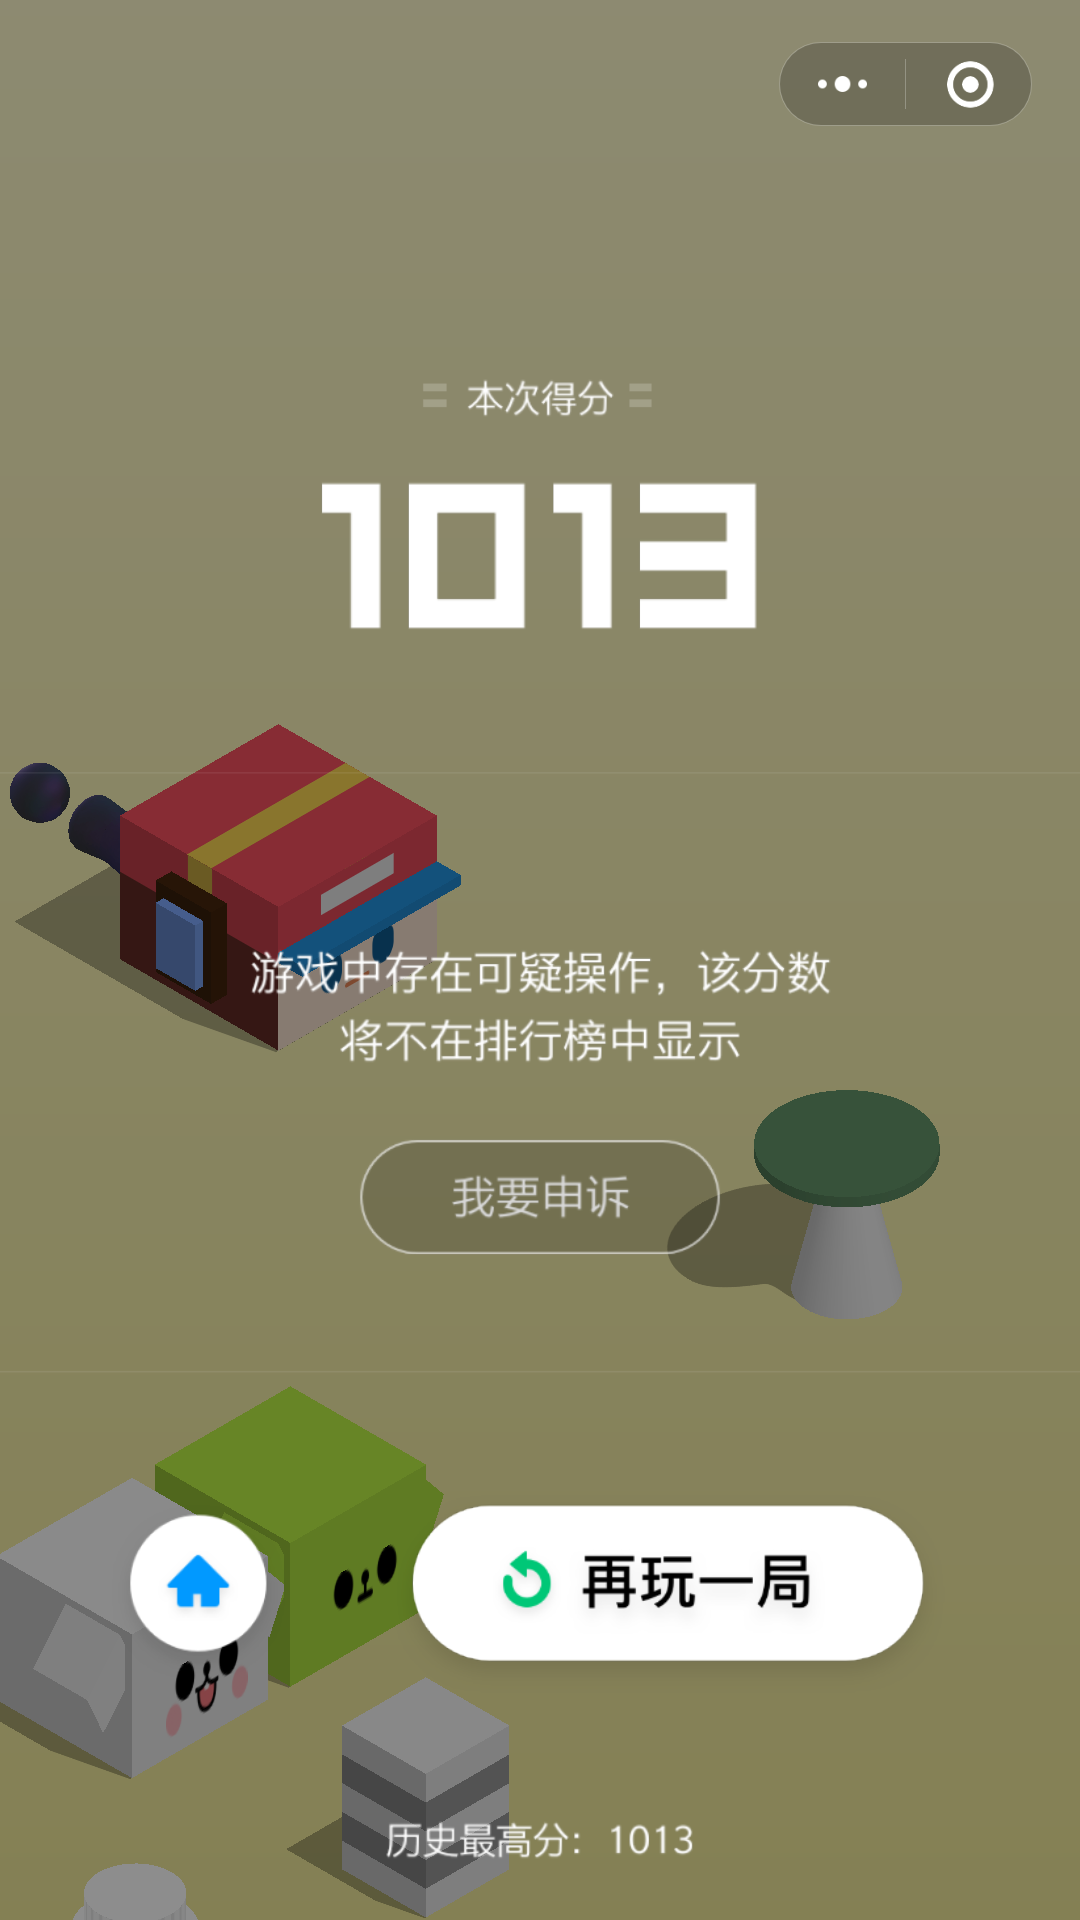 本次得分
1013
游戏中存在可疑操作，该分数
将不在排行榜中显示
我要申诉
再玩一局
历史最高分：1013